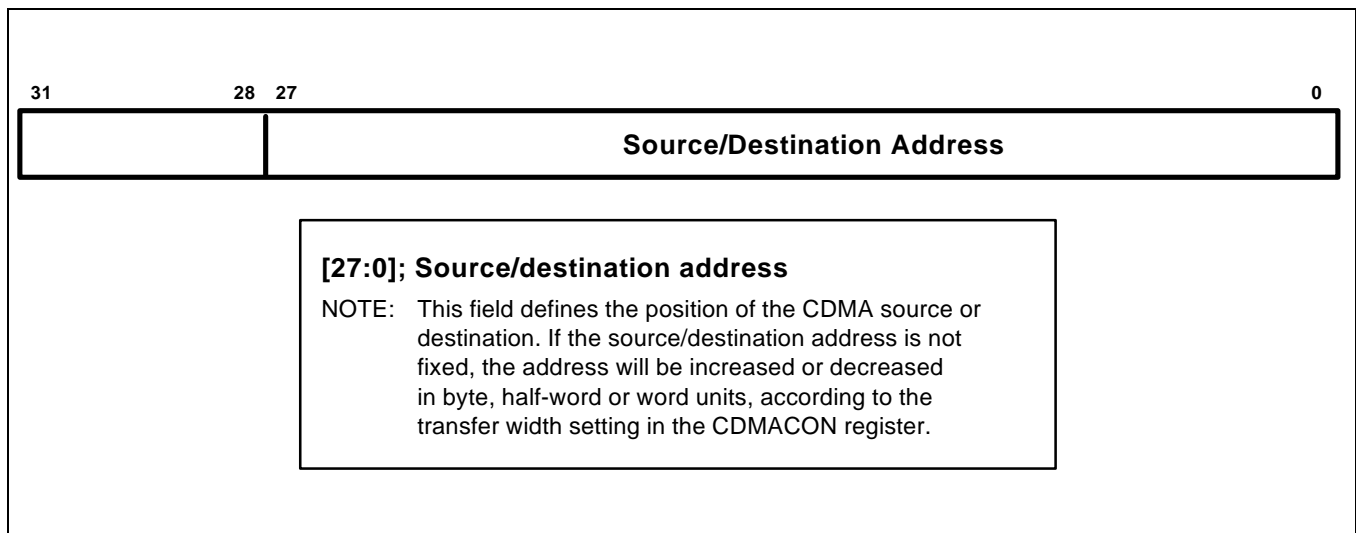 31 28 27 0
Source/Destination Address
[27:0]; Source/destination address
NOTE: This field defines the position of the CDMA source or
destination. If the source/destination address is not
fixed, the address will be increased or decreased
in byte, half-word or word units, according to the
transfer width setting in the CDMACON register.